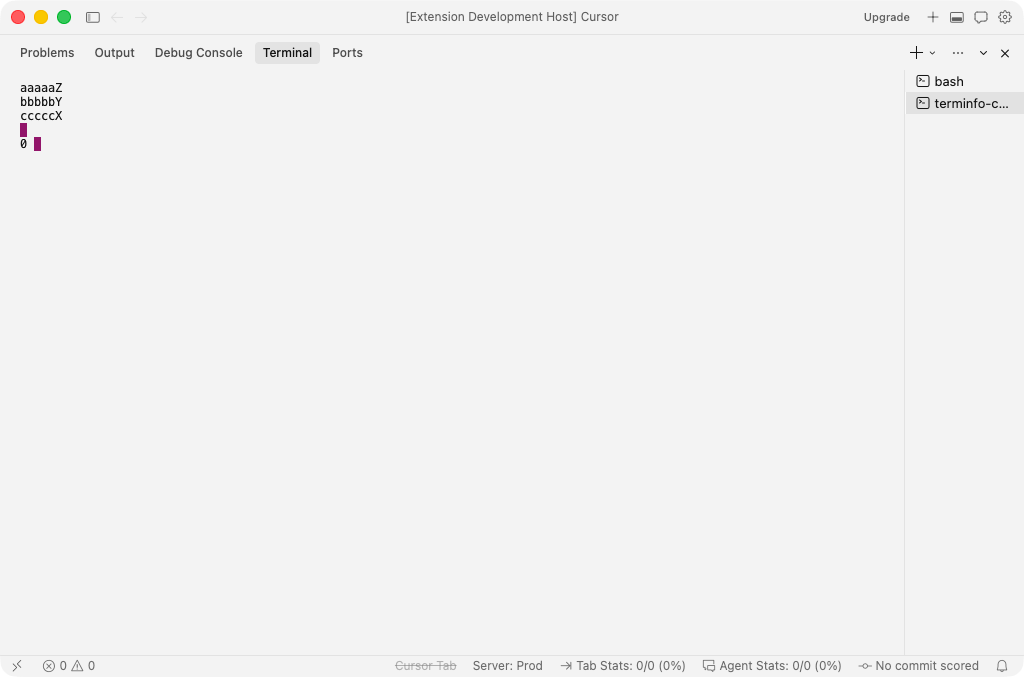 [Extension Development Host] Cursor
Upgrade
Problems Output Debug Console Terminal Ports
aaaaaZ
bbbbbY
cccccX
0
bash
terminfo-c...
0 0
Cursor Tab Server: Prod Tab Stats: 0/0 (0%) Agent Stats: 0/0 (0%) No commit scored